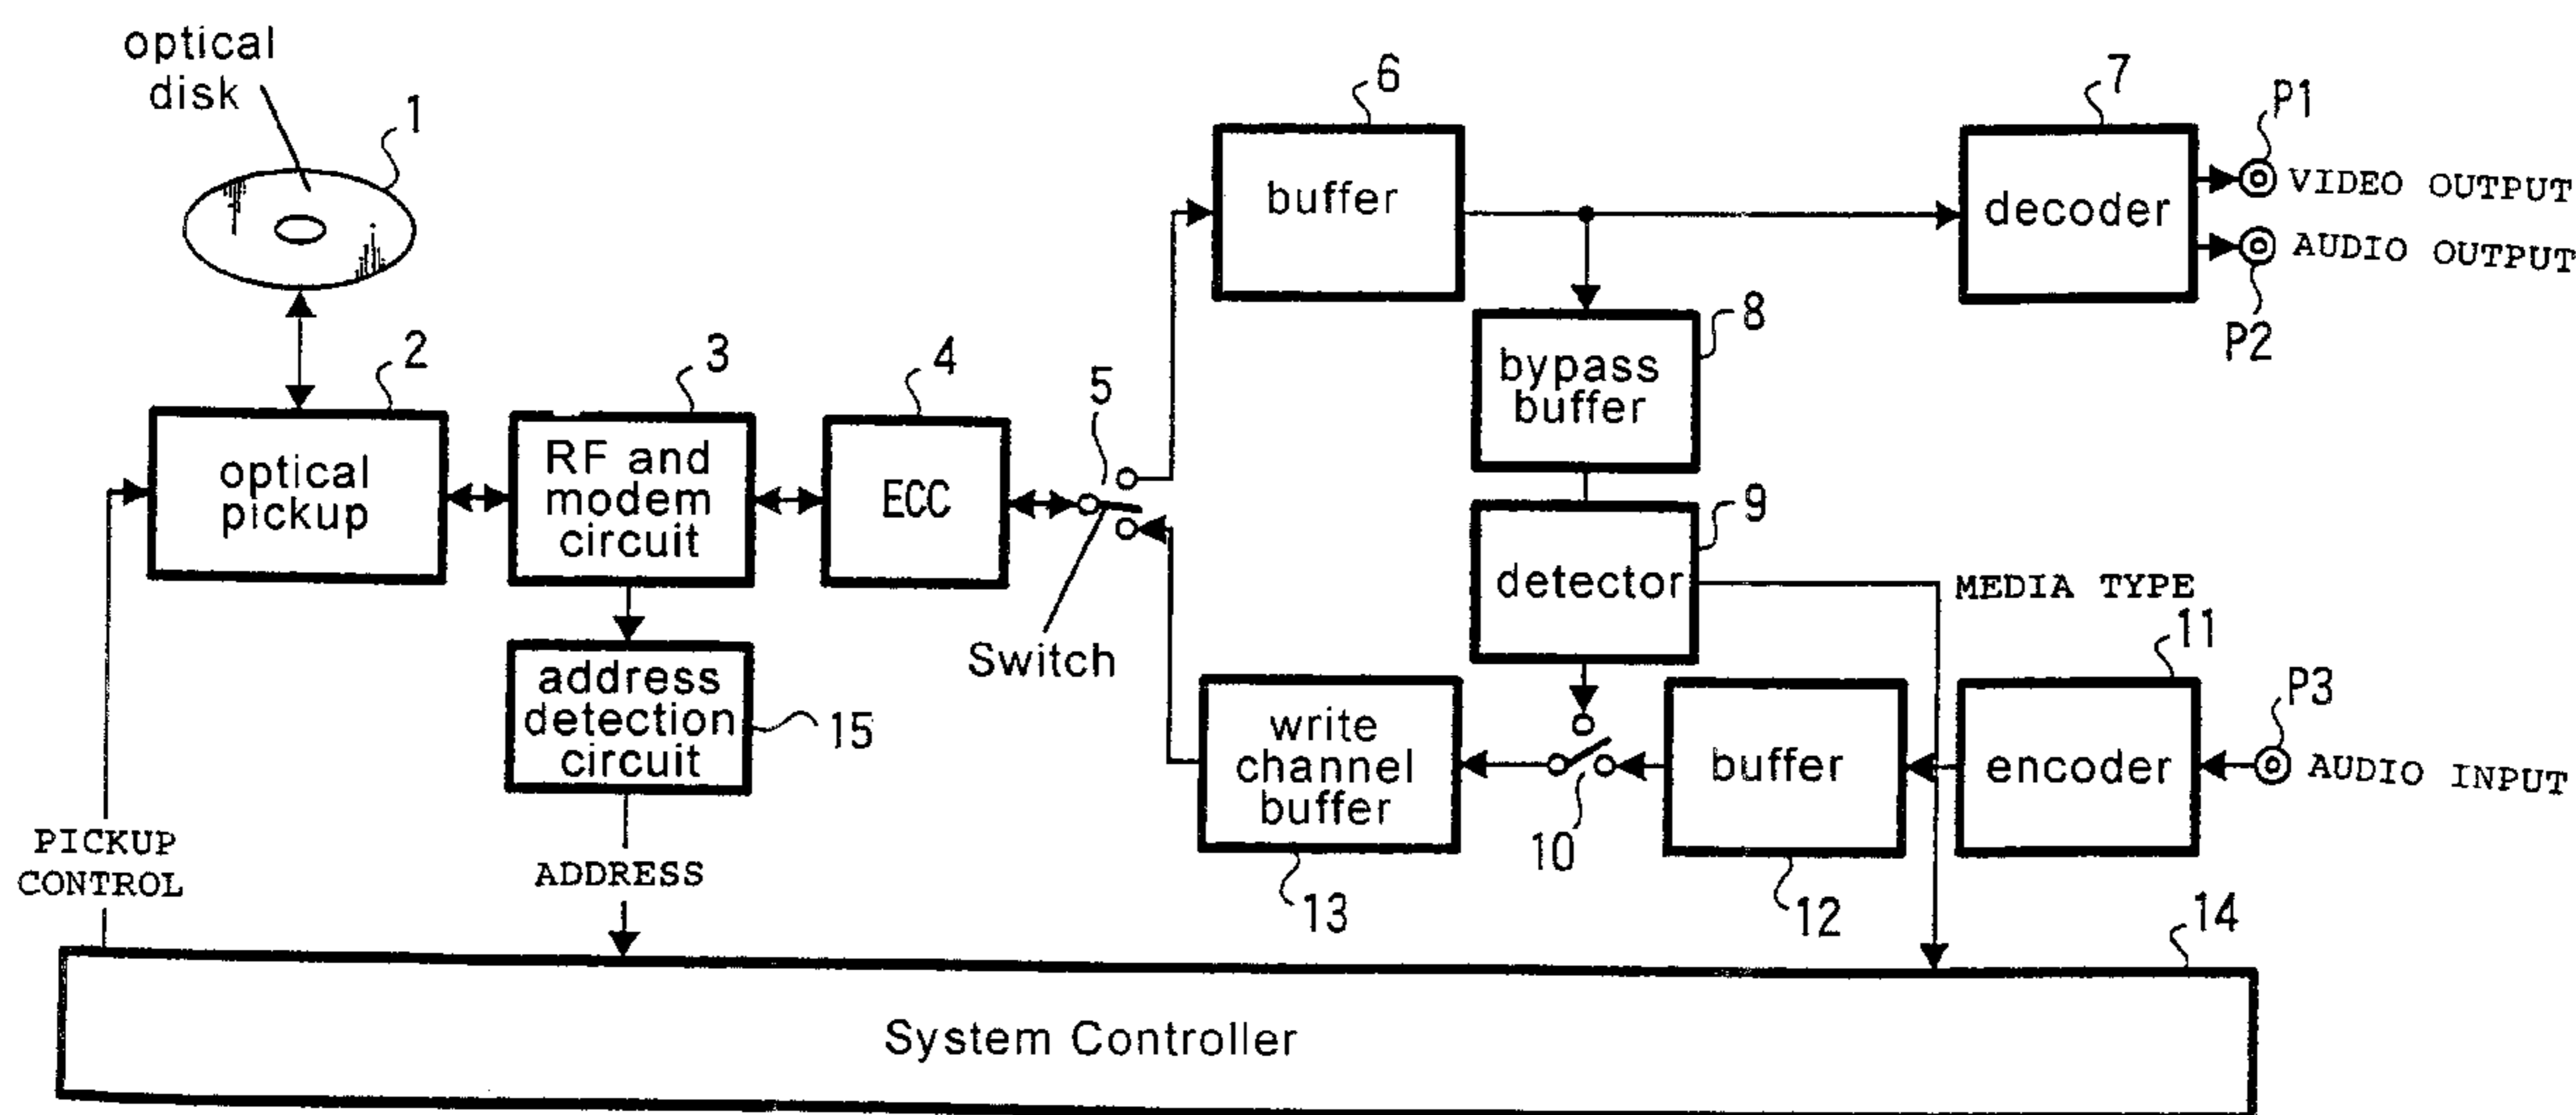 optical
disk
1
6
7
P1
VIDEO OUTPUT
buffer
decoder
AUDIO OUTPUT
P2
8
bypass
buffer
2
3
4
5
optical
pickup
RF and
modem
circuit
ECC
9
detector
MEDIA TYPE
Switch
11
address
detection
circuit
15
write
channel
buffer
10
buffer
encoder
P3
AUDIO INPUT
PICKUP
CONTROL
ADDRESS
13
12
14
System Controller